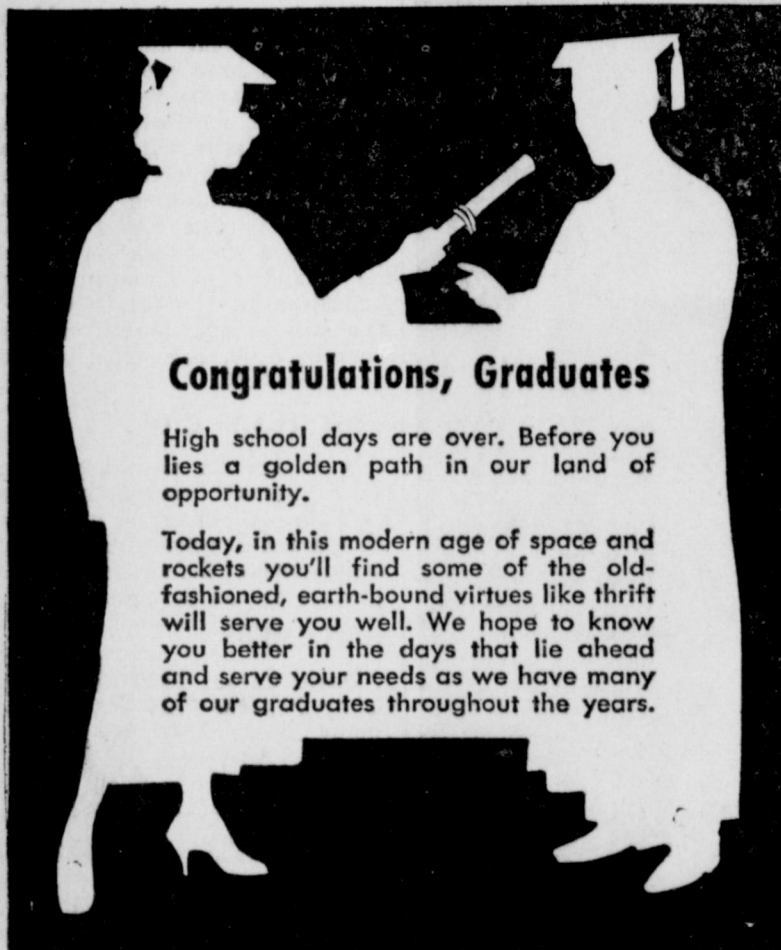 Congratulations, Graduates
High school days are over. Before you
lies a golden path in our land of
opportunity.
Today, in this modern age of space and
rockets you'll find some of the old-
fashioned, earth-bound virtues like thrift
will serve you well. We hope to know
you better in the days that lie ahead
and serve your needs as we have many
of our graduates throughout the years.